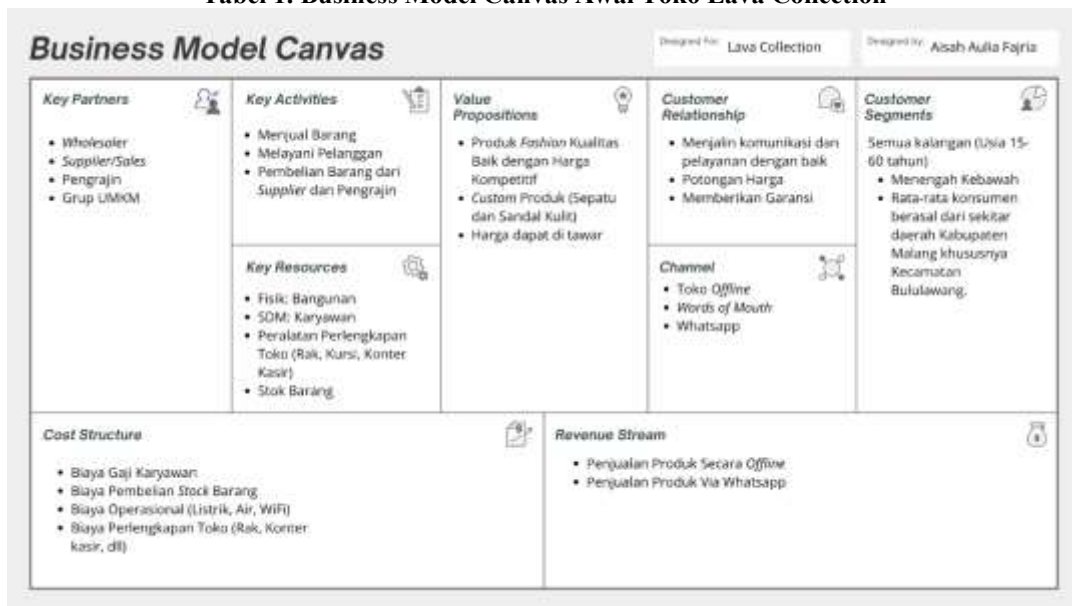 Tabel 1. Business Model Canvas Awal Toko Lava Collection
Business Model Canvas
Designed For: Lava Collection
Designed by: Aisah Aulia Fajria
Key Partners
• Wholesaler
• Supplier/Sales
• Pengrajin
• Grup UMKM
Key Activities
• Menjual Barang
• Melayani Pelanggan
• Pembelian Barang dari
Supplier dan Pengrajin
Key Resources
• Fisik: Bangunan
• SDM: Karyawan
• Peralatan Perlengkapan
Toko (Rak, Kursi, Konter
Kasir)
• Stok Barang
Value
Propositions
• Produk Fashion Kualitas
Baik dengan Harga
Kompetitif
• Custom Produk (Sepatu
dan Sandal Kulit)
• Harga dapat di tawar
Customer
Relationship
• Menjalin komunikasi dan
pelayanan dengan baik
• Potongan Harga
• Memberikan Garansi
Channel
• Toko Offline
• Words of Mouth
• Whatsapp
Customer
Segments
Semua kalangan (Usia 15-
60 tahun)
• Menengah Kebawah
• Rata-rata konsumen
berasal dari sekitar
daerah Kabupaten
Malang khususnya
Kecamatan
Bululawang.
Cost Structure
• Biaya Gaji Karyawan
• Biaya Pembelian Stock Barang
• Biaya Operasional (Listrik, Air, WiFi)
• Biaya Perlengkapan Toko (Rak, Konter
kasir, dll)
Revenue Stream
• Penjualan Produk Secara Offline
• Penjualan Produk Via Whatsapp